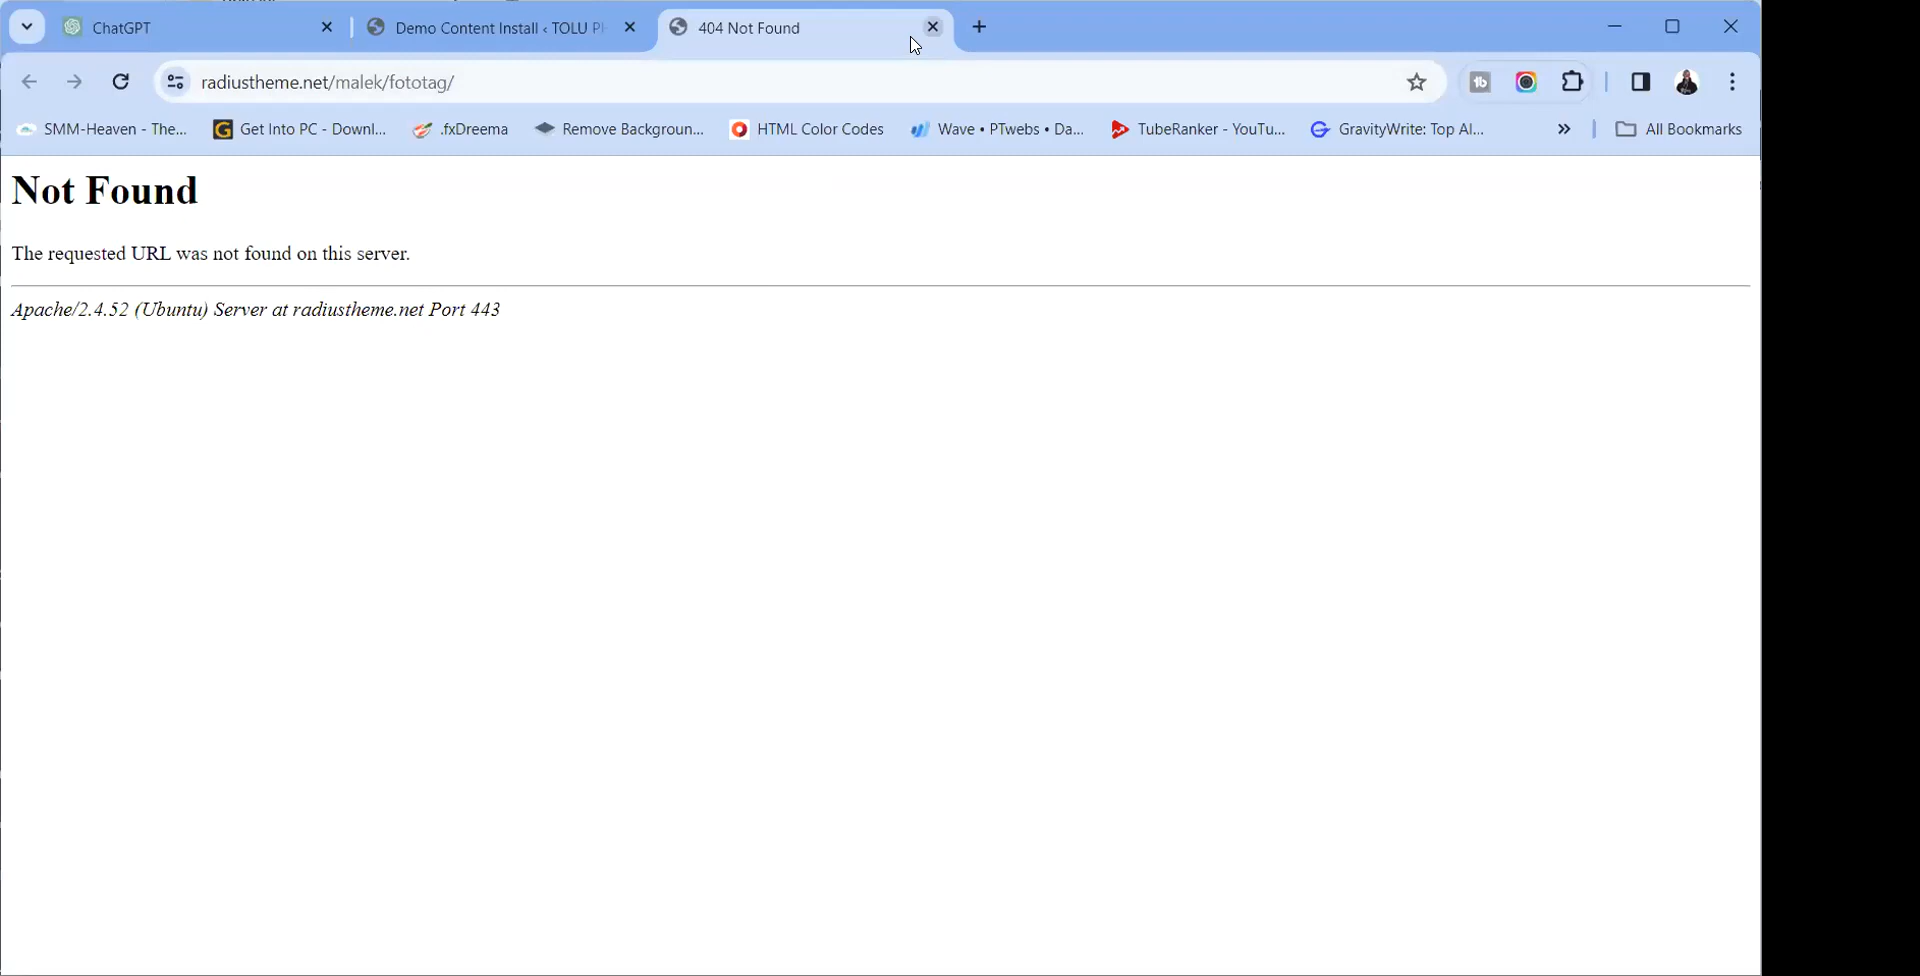 ChatGPT
Demo Content Install ‹ TOLU P
404 Not Found
radiustheme.net/malek/fototag/
SMM-Heaven - The...
Get Into PC - Downl...
.fxDreema
Remove Backgroun...
HTML Color Codes
Wave • PTwebs • Da...
TubeRanker - YouTu...
GravityWrite: Top AI...
All Bookmarks
Not Found
The requested URL was not found on this server.
Apache/2.4.52 (Ubuntu) Server at radiustheme.net Port 443